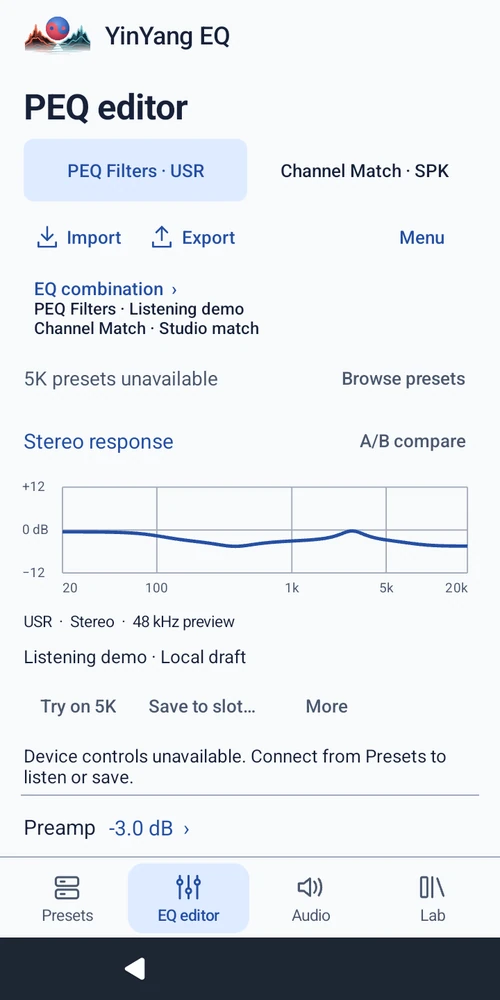 YinYang EQ
PEQ editor
PEQ Filters · USR
Channel Match · SPK
Import
Export
Menu
EQ combination ›
PEQ Filters · Listening demo
Channel Match · Studio match
5K presets unavailable
Browse presets
Stereo response
A/B compare
+12
0 dB
−12
20
100
1k
5k
20k
USR · Stereo · 48 kHz preview
Listening demo · Local draft
Try on 5K
Save to slot…
More
Device controls unavailable. Connect from Presets to
listen or save.
Preamp -3.0 dB ›
Presets
EQ editor
Audio
Lab